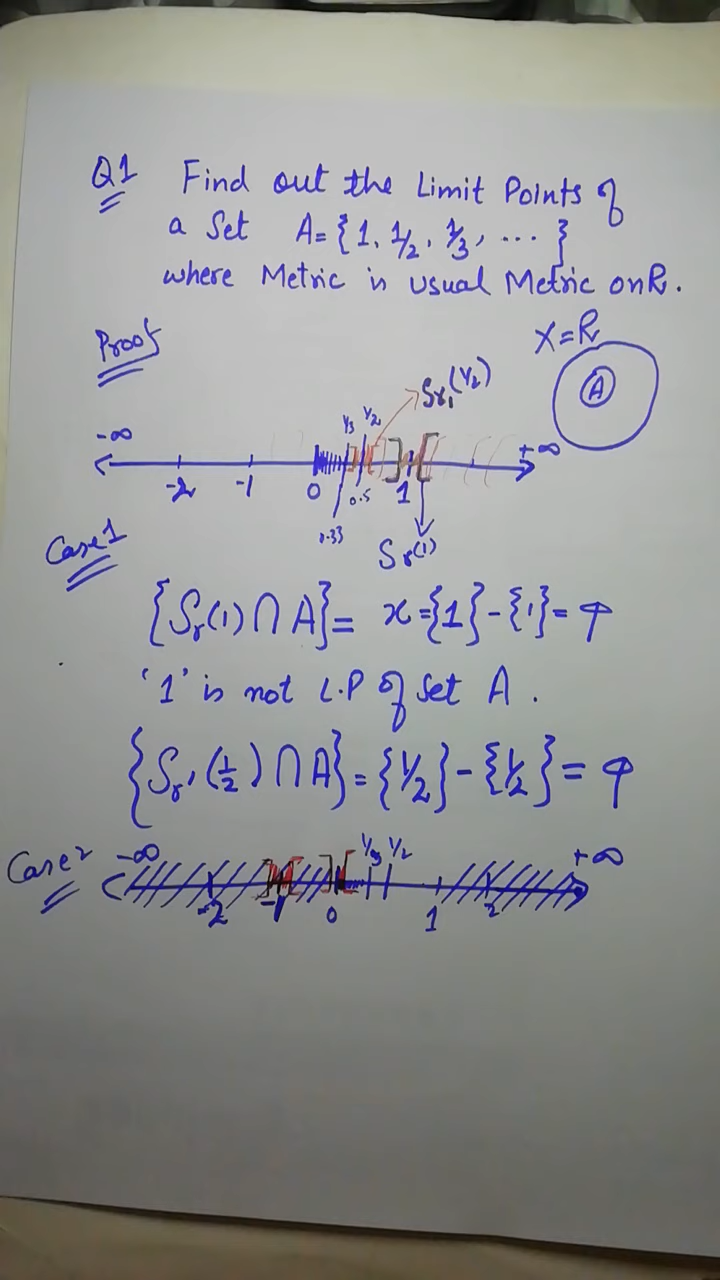 Q1 Find out the Limit Points of
a Set A = {1, 1/2, 1/3, ... }
where Metric is usual Metric on R.
Proof
X=R
A
Sr₁(1/2)
1/3 1/2
-∞ +∞
-2 -1 0 0.5 1
0.33
Sr(1)
Case 1
{Sr(1) ∩ A} = x = {1} - {1} = φ
'1' is not L.P of Set A.
{Sr₁(1/2) ∩ A} = {1/2} - {1/2} = φ
Case 2
-∞ 1/3 1/2 +∞
-2 -1 0 1 2